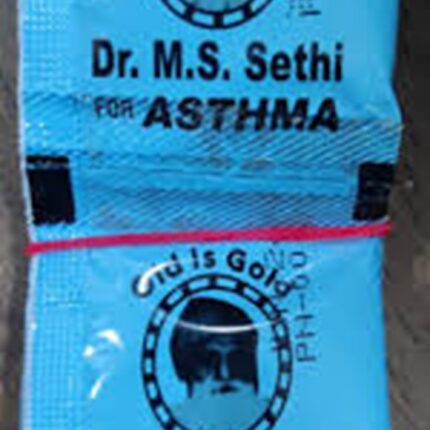 Dr. M.S. Sethi
FOR ASTHMA
Old Is Gold